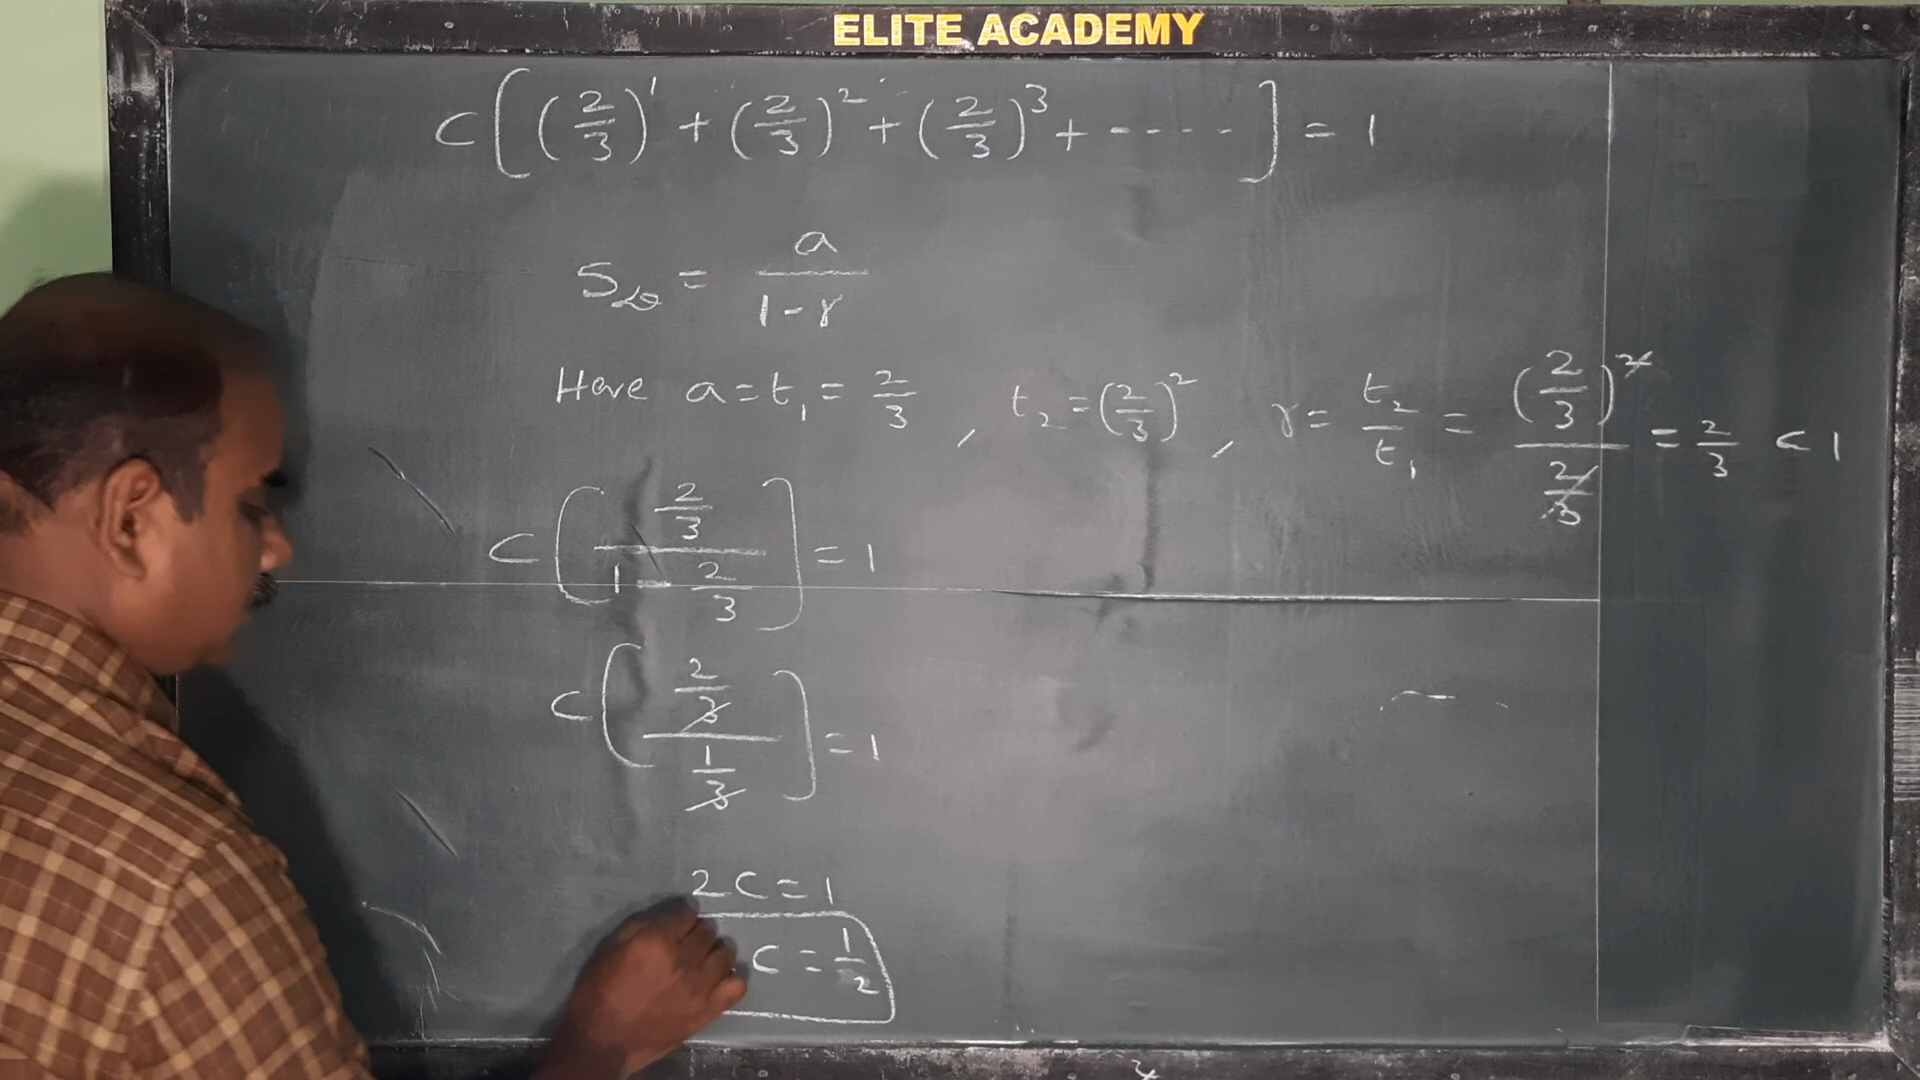 ELITE ACADEMY
C[(2/3)^1 + (2/3)^2 + (2/3)^3 + ----- ] = 1
S∞ = a/(1-r)
Here a = t₁ = 2/3 , t₂ = (2/3)^2 , r = t₂/t₁ = (2/3)^2/(2/3) = 2/3 < 1
C[(2/3)/(1 - 2/3)] = 1
C[(2/3)/(1/3)] = 1
2C = 1
C = 1/2